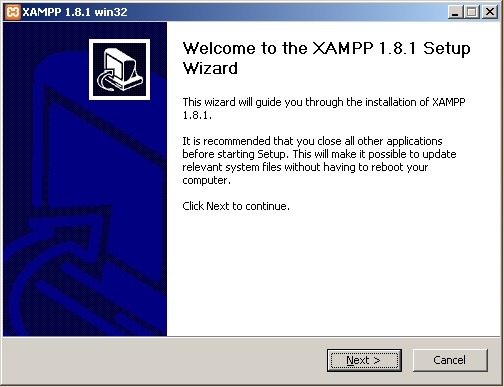 XAMPP 1.8.1 win32
Welcome to the XAMPP 1.8.1 Setup
Wizard
This wizard will guide you through the installation of XAMPP
1.8.1.
It is recommended that you close all other applications
before starting Setup. This will make it possible to update
relevant system files without having to reboot your
computer.
Click Next to continue.
Next >
Cancel